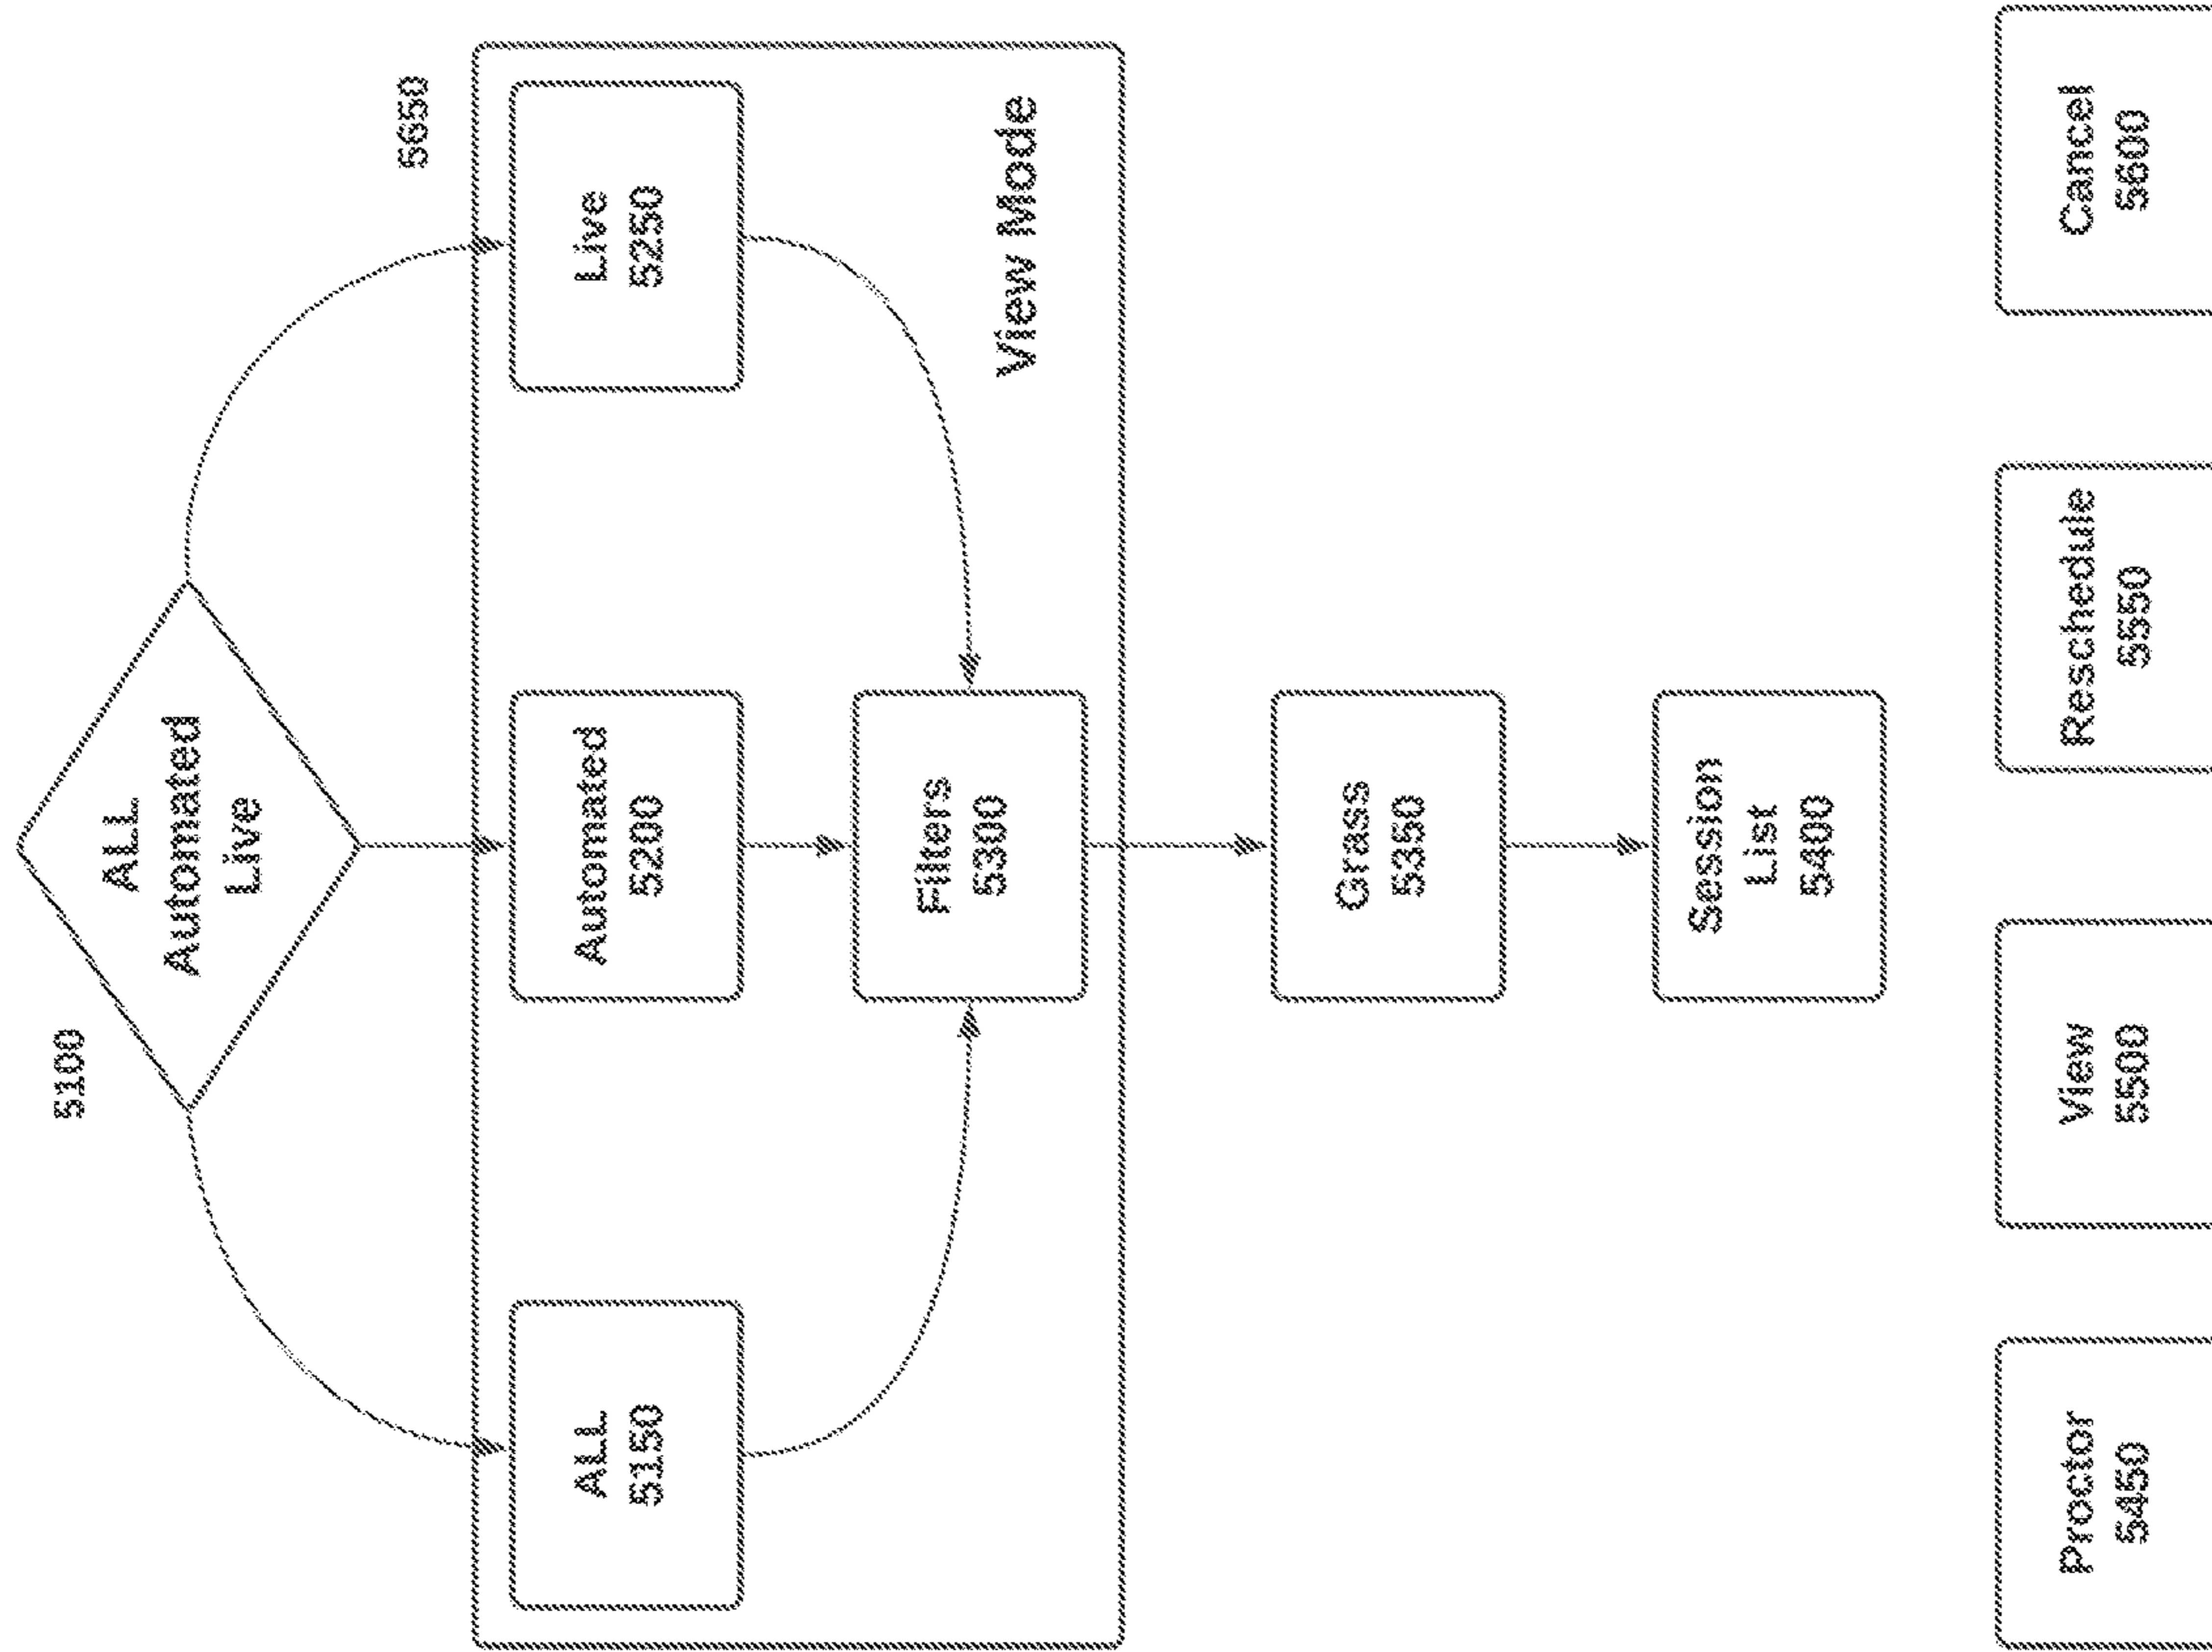 5100
ALL
Automated
Live
5650
ALL
5150
Automated
5200
Live
5250
Filters
5300
View Mode
Grass
5350
Session
List
5400
Proctor
5450
View
5500
Reschedule
5550
Cancel
5600